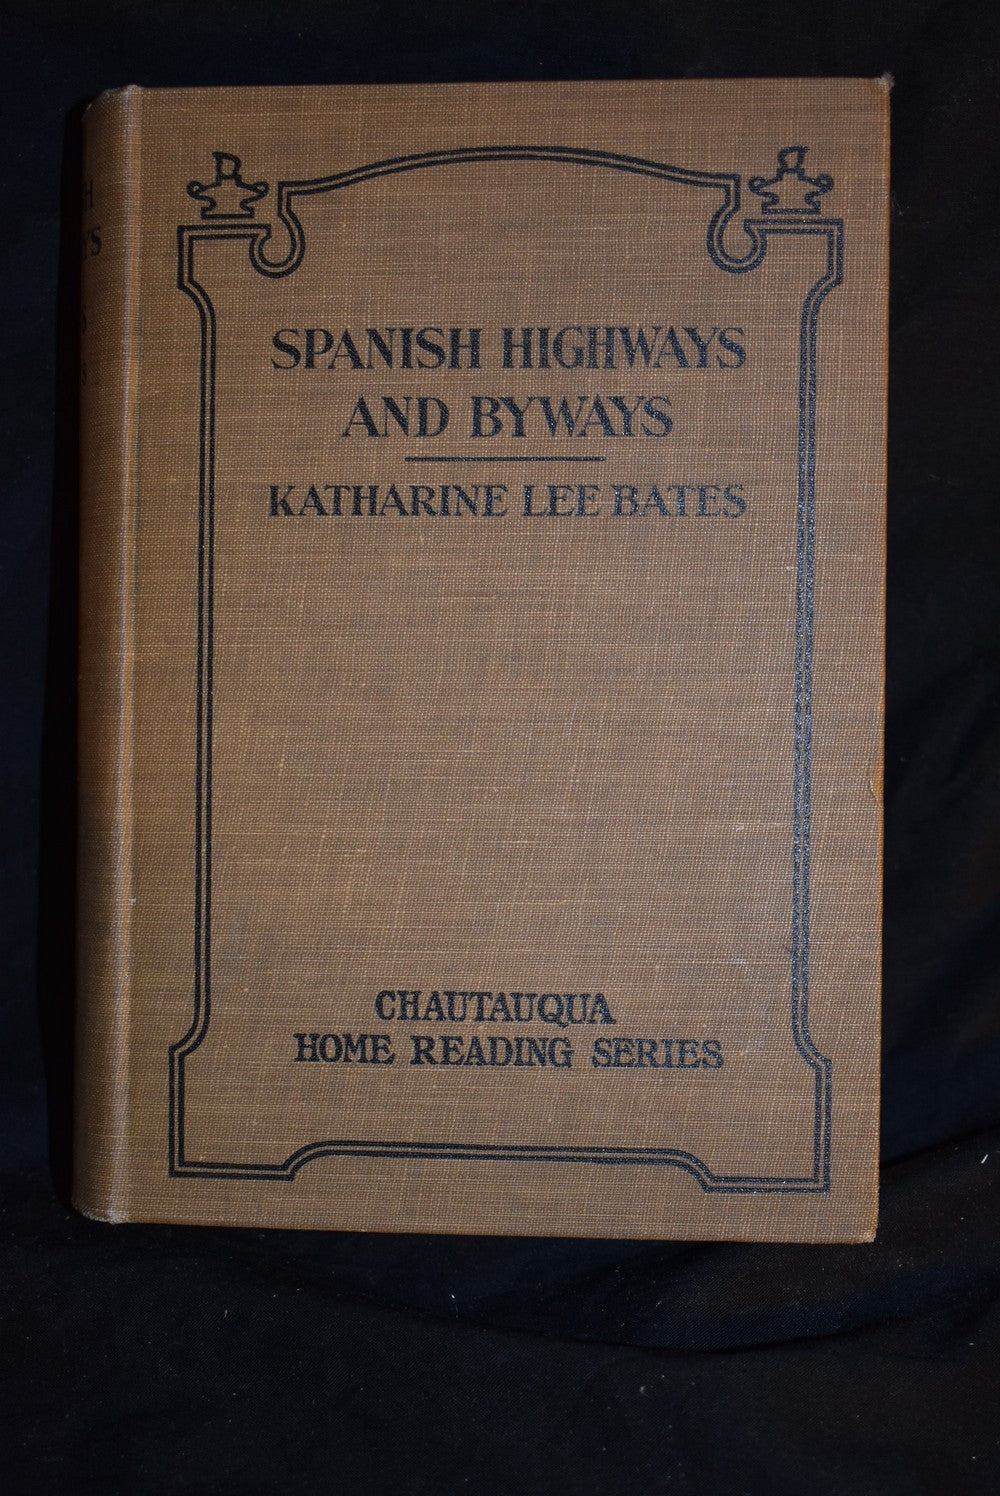 SPANISH HIGHWAYS
AND BYWAYS
KATHARINE LEE BATES
CHAUTAUQUA
HOME READING SERIES